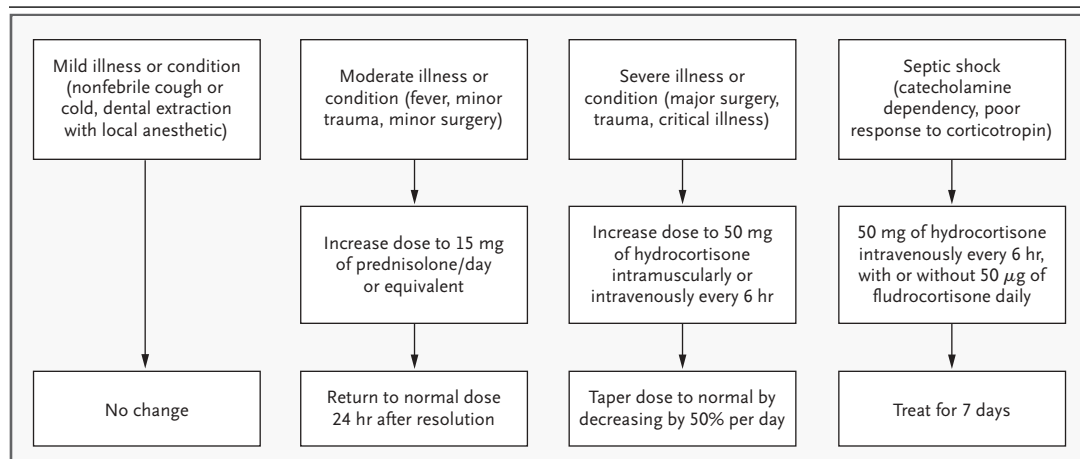 Mild illness or condition
(nonfebrile cough or
cold, dental extraction
with local anesthetic)
No change
Moderate illness or
condition (fever, minor
trauma, minor surgery)
Increase dose to 15 mg
of prednisolone/day
or equivalent
Return to normal dose
24 hr after resolution
Severe illness or
condition (major surgery,
trauma, critical illness)
Increase dose to 50 mg
of hydrocortisone
intramuscularly or
intravenously every 6 hr
Taper dose to normal by
decreasing by 50% per day
Septic shock
(catecholamine
dependency, poor
response to corticotropin)
50 mg of hydrocortisone
intravenously every 6 hr,
with or without 50 μg of
fludrocortisone daily
Treat for 7 days